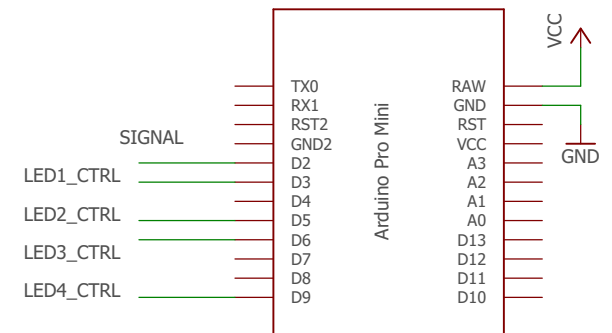 VCC
TX0 RAW
RX1 GND
RST2 RST
SIGNAL GND2 VCC
GND
D2 A3
LED1_CTRL D3 A2
D4 A1
LED2_CTRL D5 A0
D6 D13
LED3_CTRL D7 D12
D8 D11
LED4_CTRL D9 D10
Arduino Pro Mini